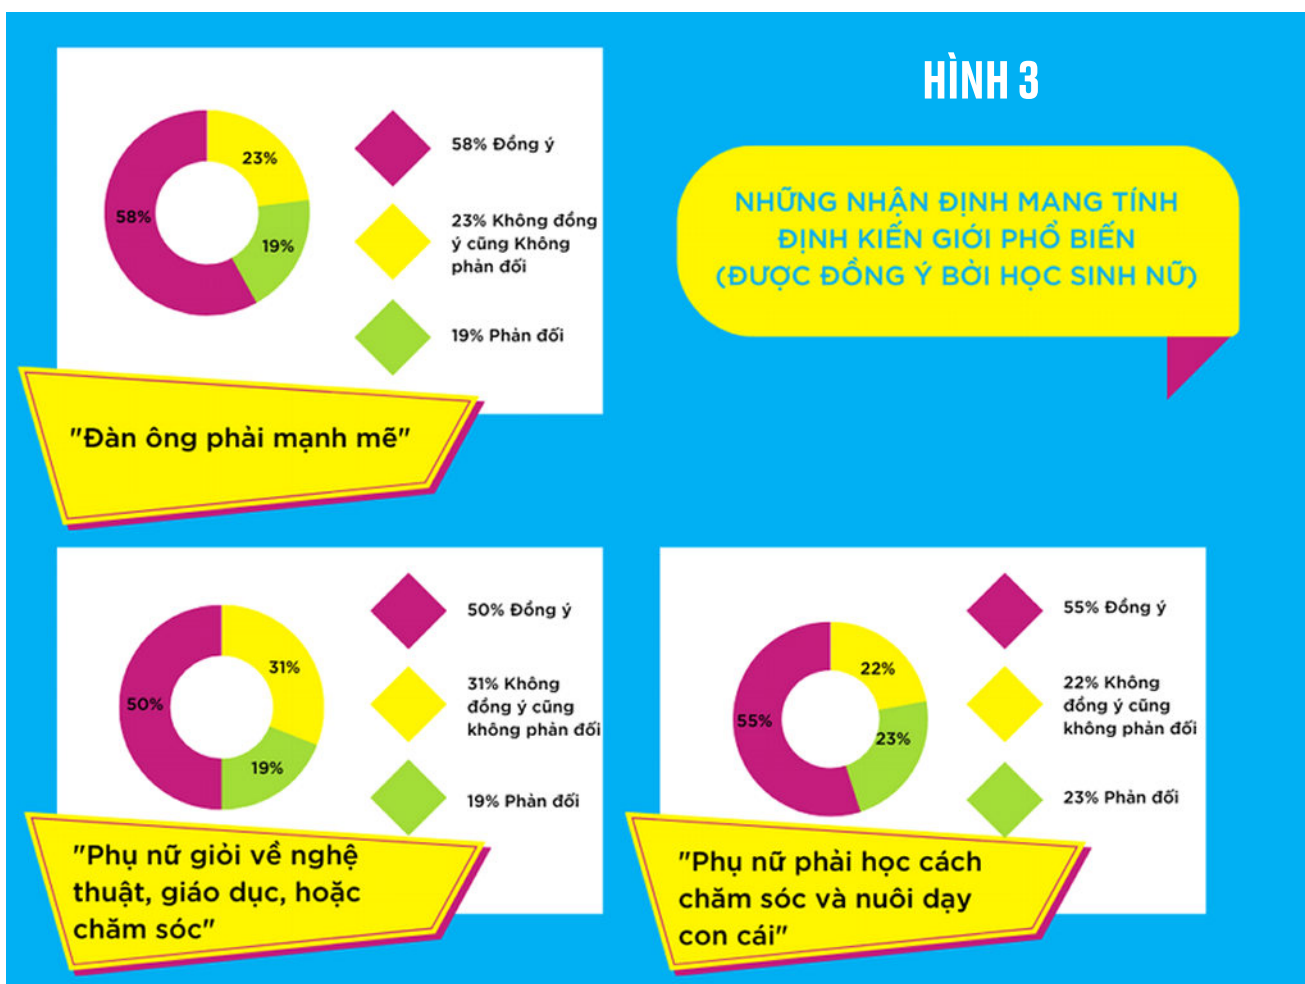 HÌNH 3
NHỮNG NHẬN ĐỊNH MANG TÍNH
ĐỊNH KIẾN GIỚI PHỔ BIẾN
(ĐƯỢC ĐỒNG Ý BỞI HỌC SINH NỮ)
58%
23%
19%
58% Đồng ý
23% Không đồng
ý cũng Không
phản đối
19% Phản đối
"Đàn ông phải mạnh mẽ"
50%
31%
19%
50% Đồng ý
31% Không
đồng ý cũng
không phản đối
19% Phản đối
"Phụ nữ giỏi về nghệ
thuật, giáo dục, hoặc
chăm sóc"
55%
22%
23%
55% Đồng ý
22% Không
đồng ý cũng
không phản đối
23% Phản đối
"Phụ nữ phải học cách
chăm sóc và nuôi dạy
con cái"